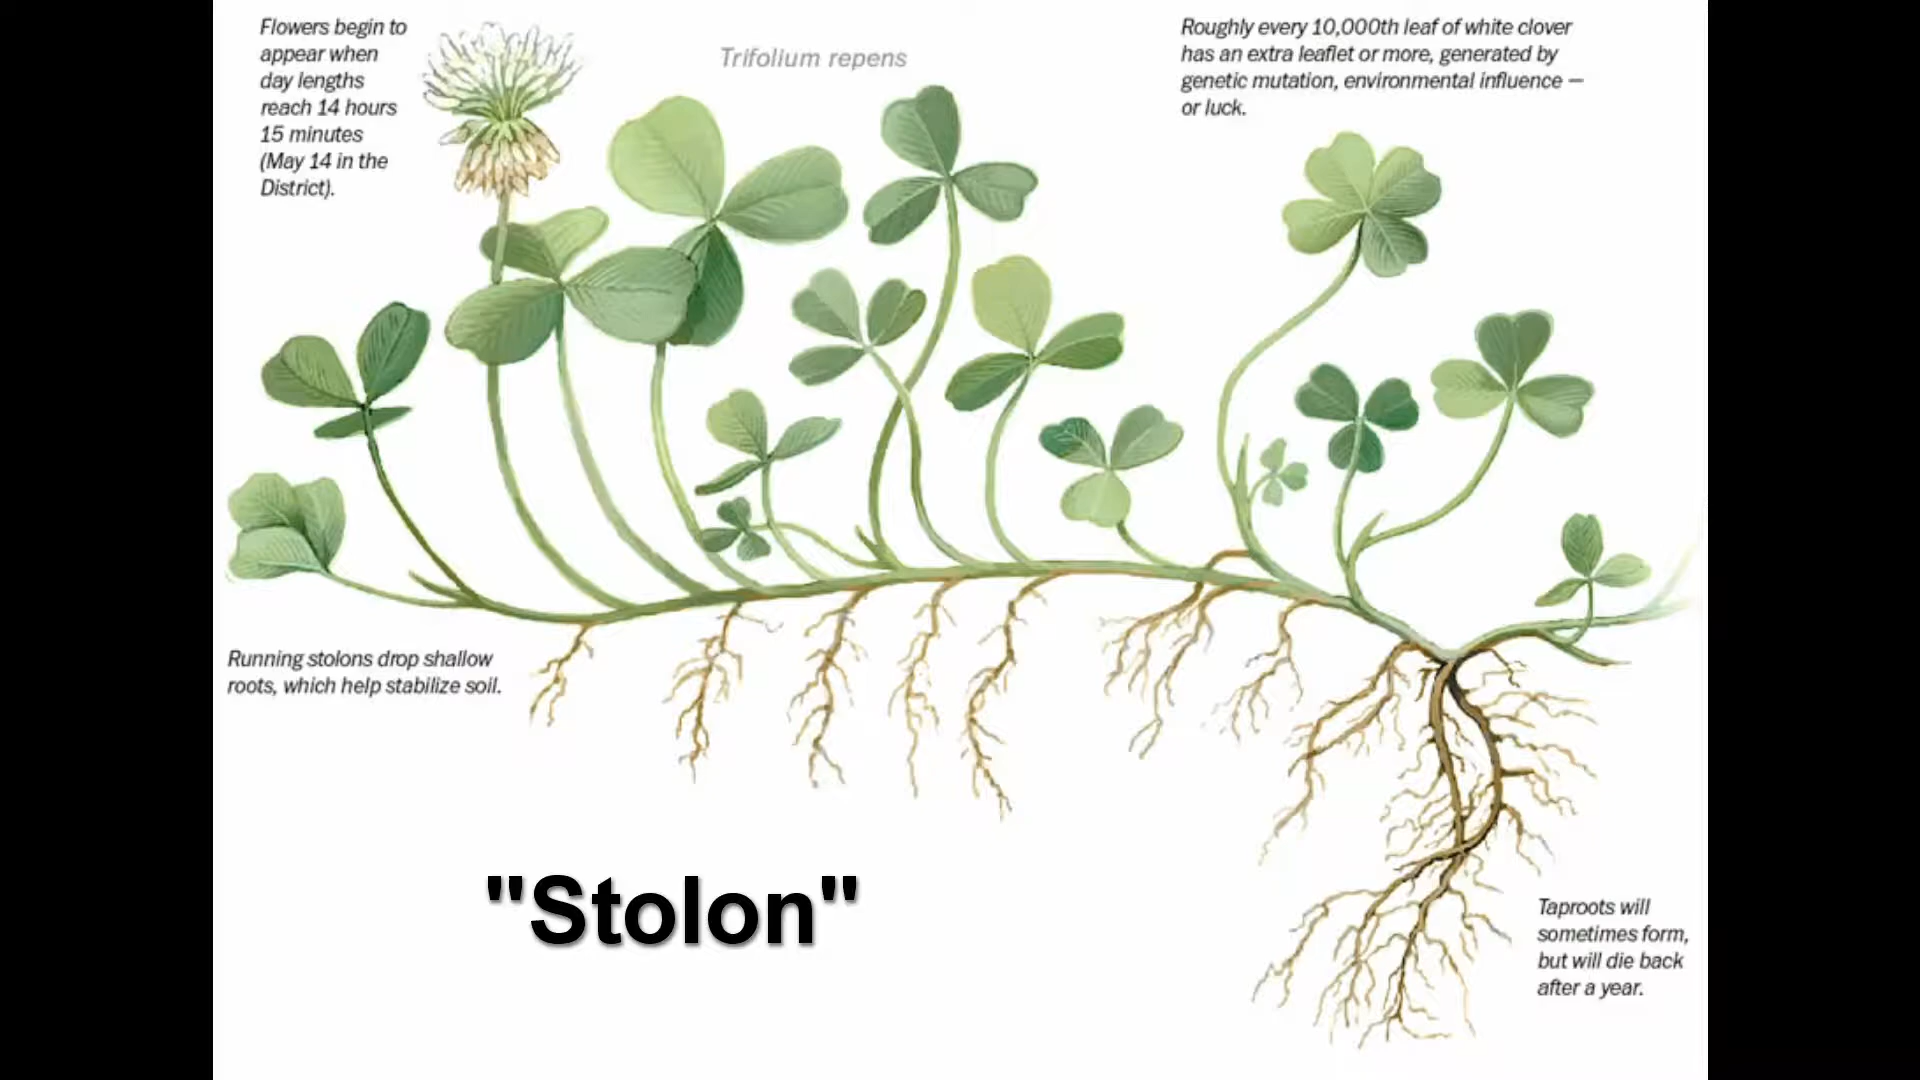 Flowers begin to
appear when
day lengths
reach 14 hours
15 minutes
(May 14 in the
District).
Trifolium repens
Roughly every 10,000th leaf of white clover
has an extra leaflet or more, generated by
genetic mutation, environmental influence —
or luck.
Running stolons drop shallow
roots, which help stabilize soil.
"Stolon"
Taproots will
sometimes form,
but will die back
after a year.